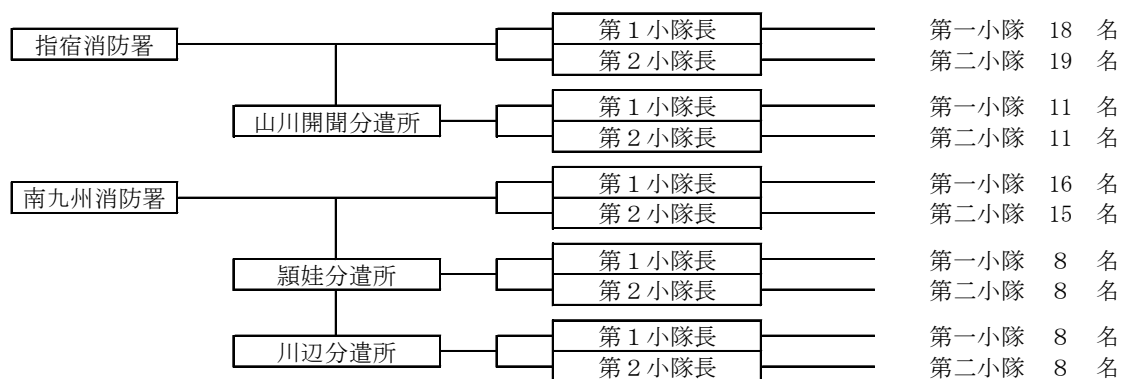 指宿消防署
第１小隊長 第一小隊 18 名
第２小隊長 第二小隊 19 名
山川開聞分遣所
第１小隊長 第一小隊 11 名
第２小隊長 第二小隊 11 名
南九州消防署
第１小隊長 第一小隊 16 名
第２小隊長 第二小隊 15 名
頴娃分遣所
第１小隊長 第一小隊 8 名
第２小隊長 第二小隊 8 名
川辺分遣所
第１小隊長 第一小隊 8 名
第２小隊長 第二小隊 8 名